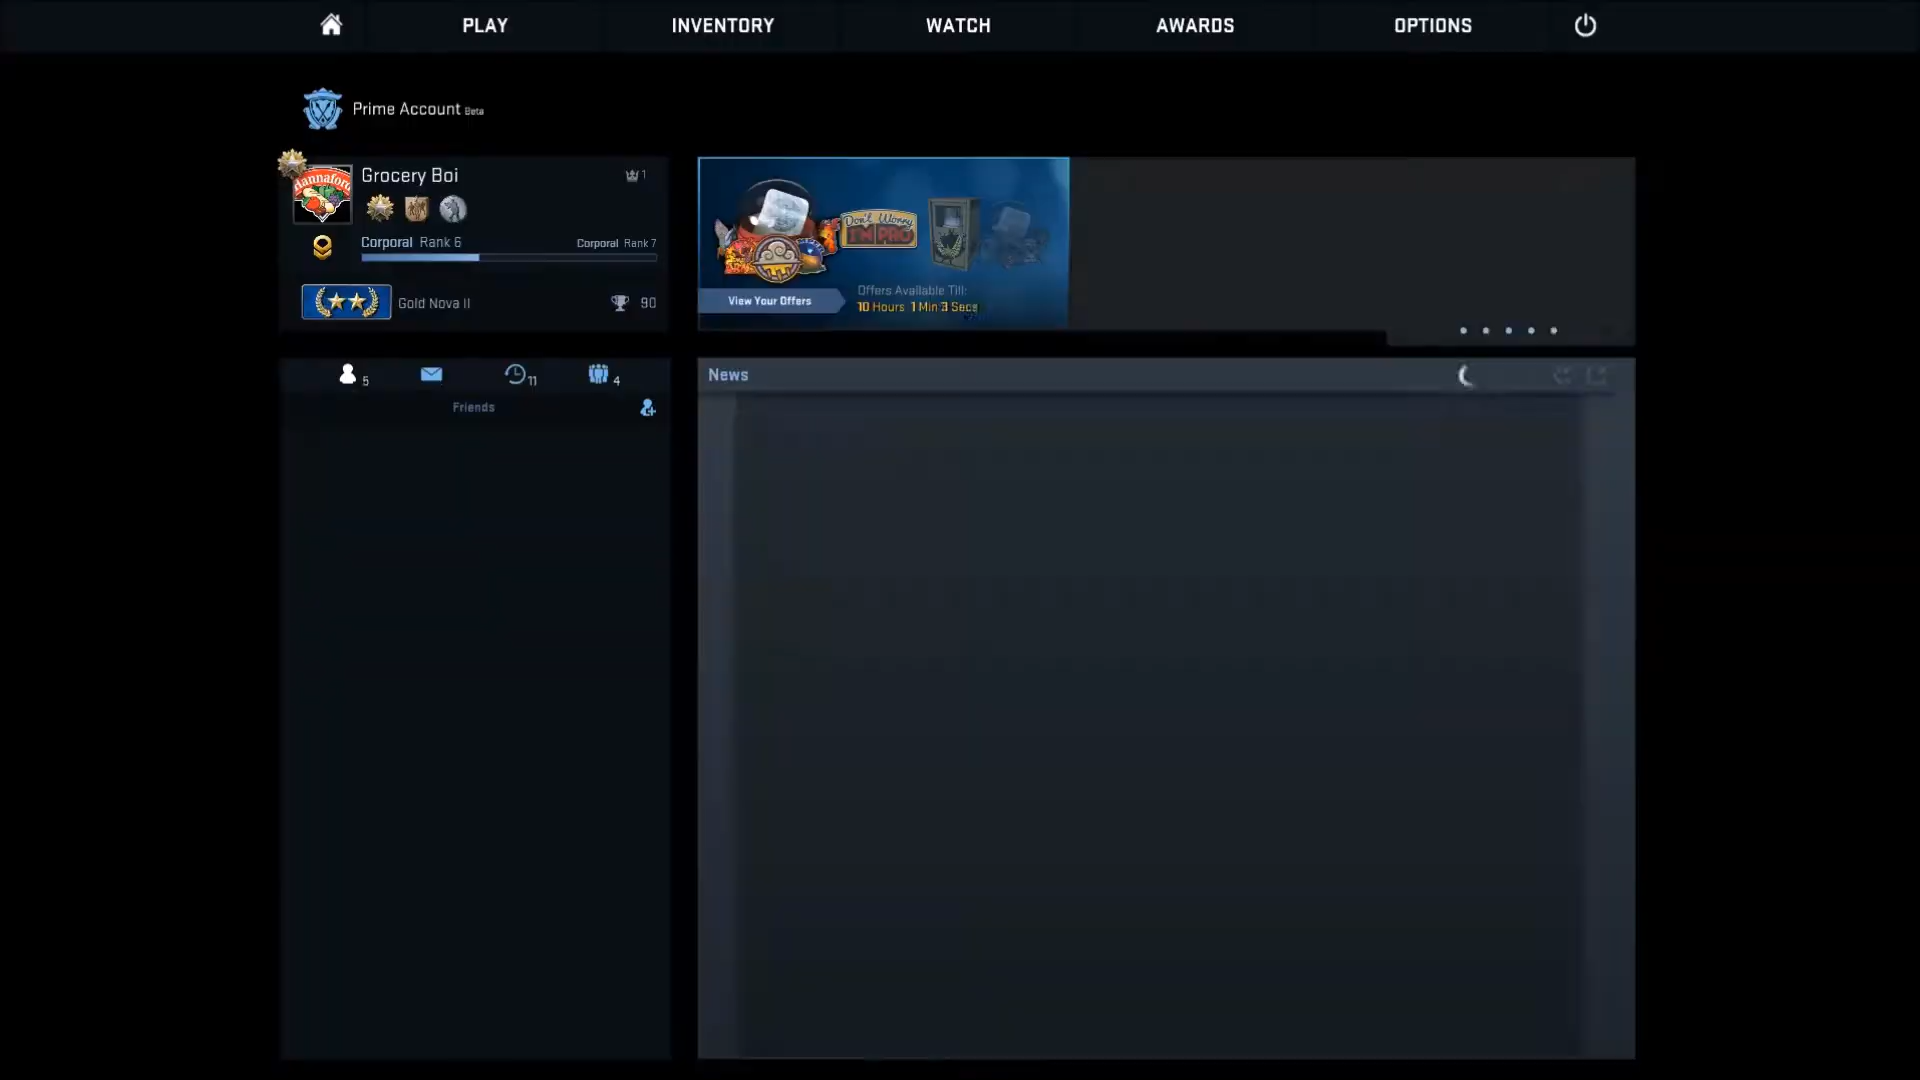 PLAY
INVENTORY
WATCH
AWARDS
OPTIONS
Prime Account Beta
Hannaford
Grocery Boi
1
Corporal Rank 6
Corporal Rank 7
Gold Nova II
90
Don't Worry
I'M PRO
View Your Offers
Offers Available Till:
10 Hours 1 Min 3 Secs
5
11
4
Friends
News